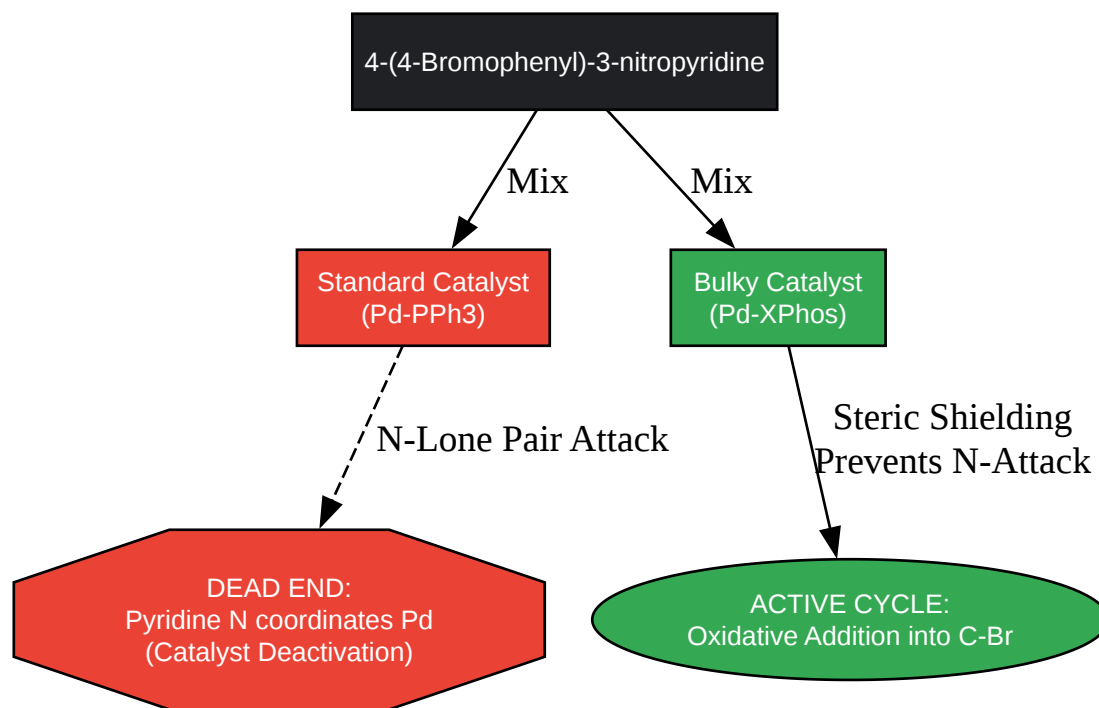 4-(4-Bromophenyl)-3-nitropyridine
Mix
Mix
Standard Catalyst
(Pd-PPh3)
Bulky Catalyst
(Pd-XPhos)
N-Lone Pair Attack
Steric Shielding
Prevents N-Attack
DEAD END:
Pyridine N coordinates Pd
(Catalyst Deactivation)
ACTIVE CYCLE:
Oxidative Addition into C-Br